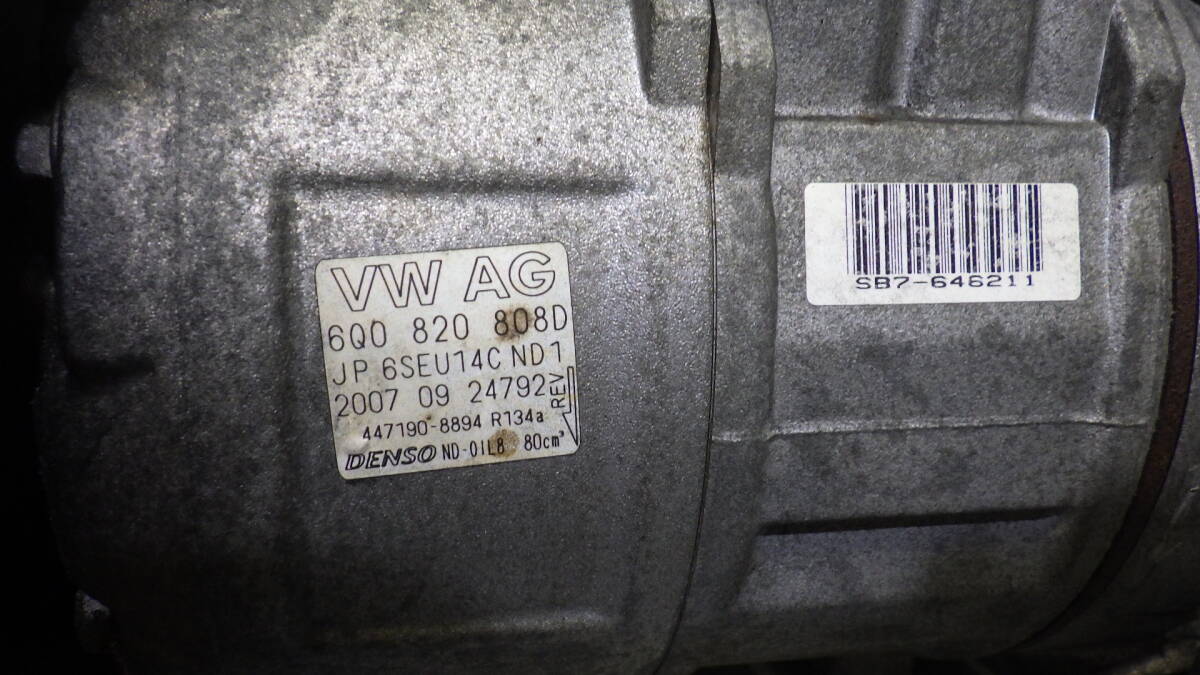 VW AG
6Q0 820 808D
JP 6SEU14C ND1
2007 09 24792
REV
447190-8894 R134a
DENSO ND-OIL8 80cm³
SB7-646211